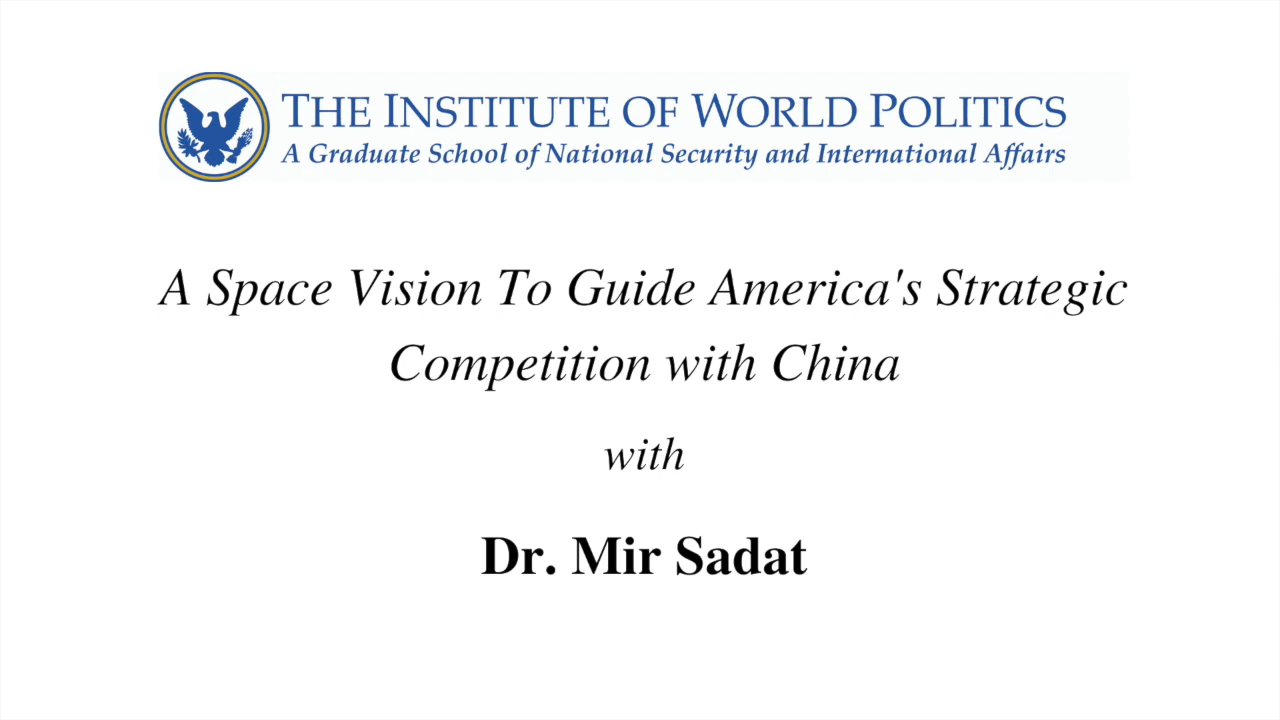 THE INSTITUTE OF WORLD POLITICS
A Graduate School of National Security and International Affairs
A Space Vision To Guide America's Strategic
Competition with China
with
Dr. Mir Sadat